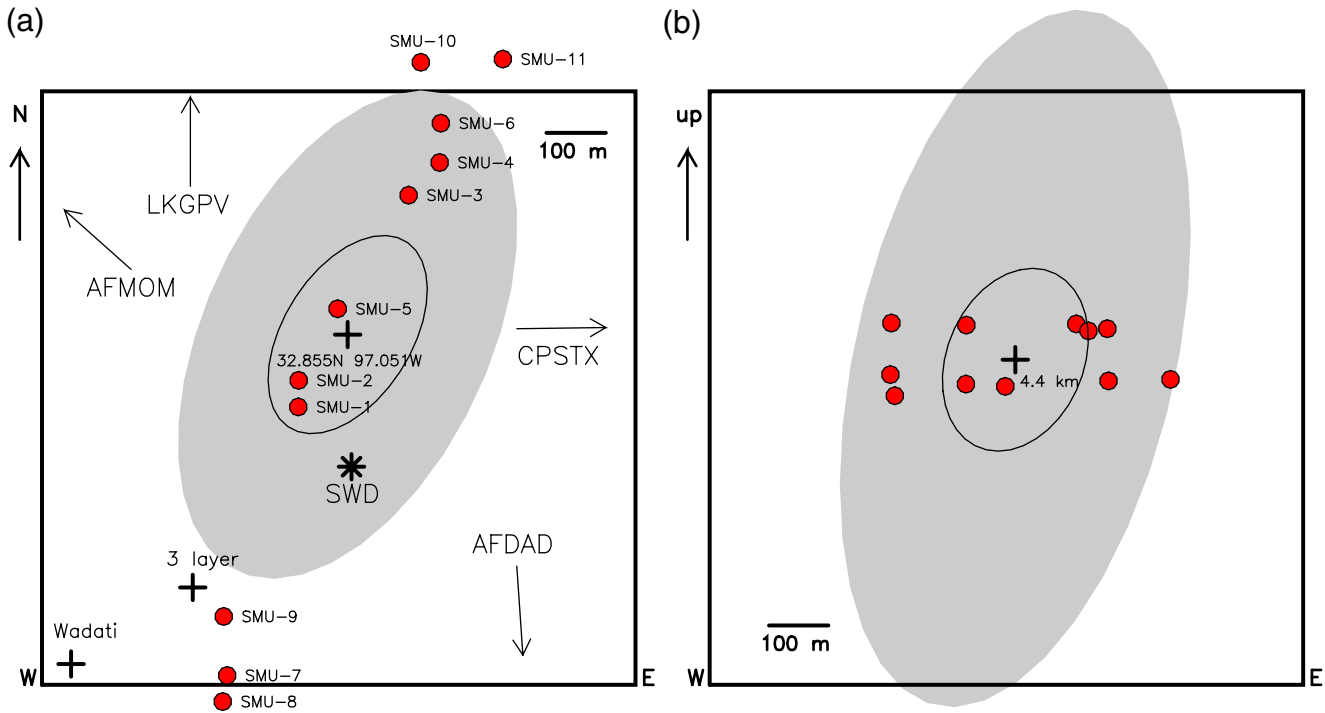 (a)
SMU-10
SMU-11
N
SMU-6
100 m
SMU-4
LKGPV
SMU-3
AFMOM
SMU-5
32.855N 97.051W
CPSTX
SMU-2
SMU-1
SWD
AFDAD
3 layer
SMU-9
Wadati
SMU-7
W
E
SMU-8
(b)
up
4.4 km
100 m
W
E